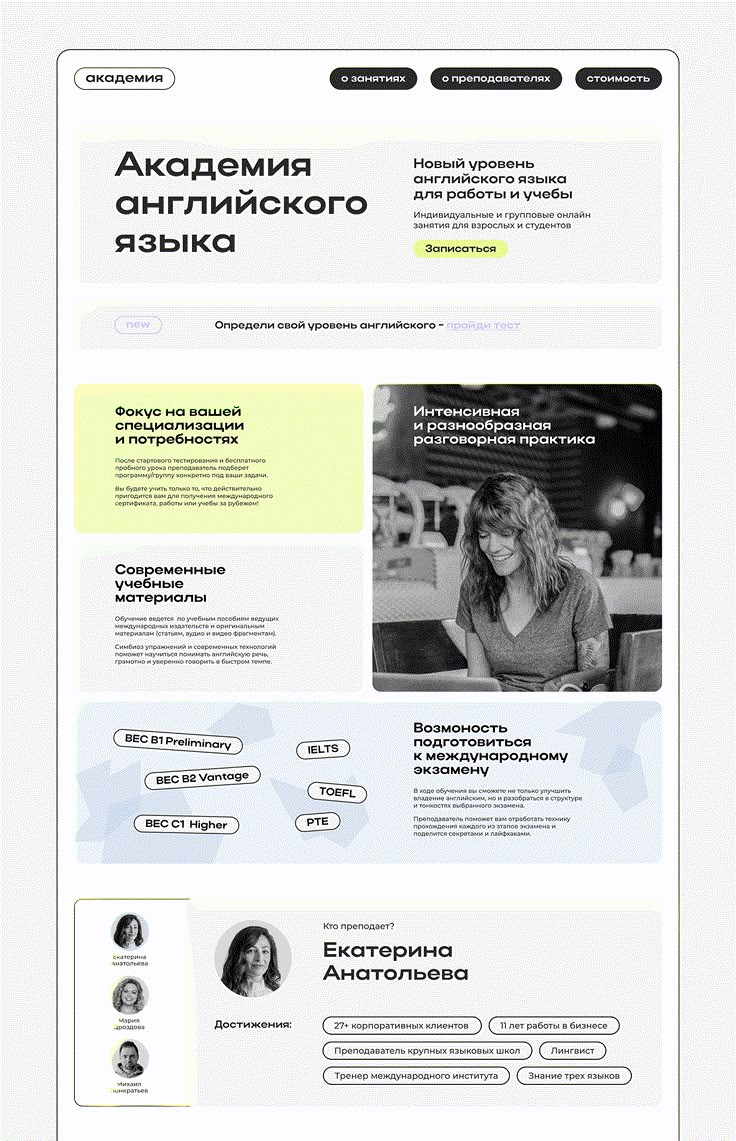 академия
о занятиях
о преподавателях
стоимость
Академия
английского
языка
Новый уровень
английского языка
для работы и учебы
Индивидуальные и групповые онлайн
занятия для взрослых и студентов
Записаться
new
Определи свой уровень английского – пройди тест
Фокус на вашей
специализации
и потребностях
После стартового тестирования и бесплатного
пробного урока преподаватель подберет
программу/группу конкретно под ваши задачи.
Вы будете учить только то, что действительно
пригодится вам для получения международного
сертификата, работы или учебы за рубежом!
Интенсивная
и разнообразная
разговорная практика
Современные
учебные
материалы
Обучение ведется по учебным пособиям ведущих
международных издательств и оригинальным
материалам (статьям, аудио и видео фрагментам).
Симбиоз упражнений и современных технологий
поможет научиться понимать английскую речь,
грамотно и уверенно говорить в быстром темпе.
BEC B1 Preliminary
IELTS
BEC B2 Vantage
TOEFL
BEC C1 Higher
PTE
Возмоность
подготовиться
к международному
экзамену
В ходе обучения вы сможете не только улучшить
владение английским, но и разобраться в структуре
и тонкостях выбранного экзамена.
Преподаватель поможет вам отработать технику
прохождения каждого из этапов экзамена и
поделится секретами и лайфхаками.
Екатерина
Анатольева
Мария
Дроздова
Михаил
Понкратьев
Кто преподает?
Екатерина
Анатольева
Достижения:
27+ корпоративных клиентов
11 лет работы в бизнесе
Преподаватель крупных языковых школ
Лингвист
Тренер международного института
Знание трех языков